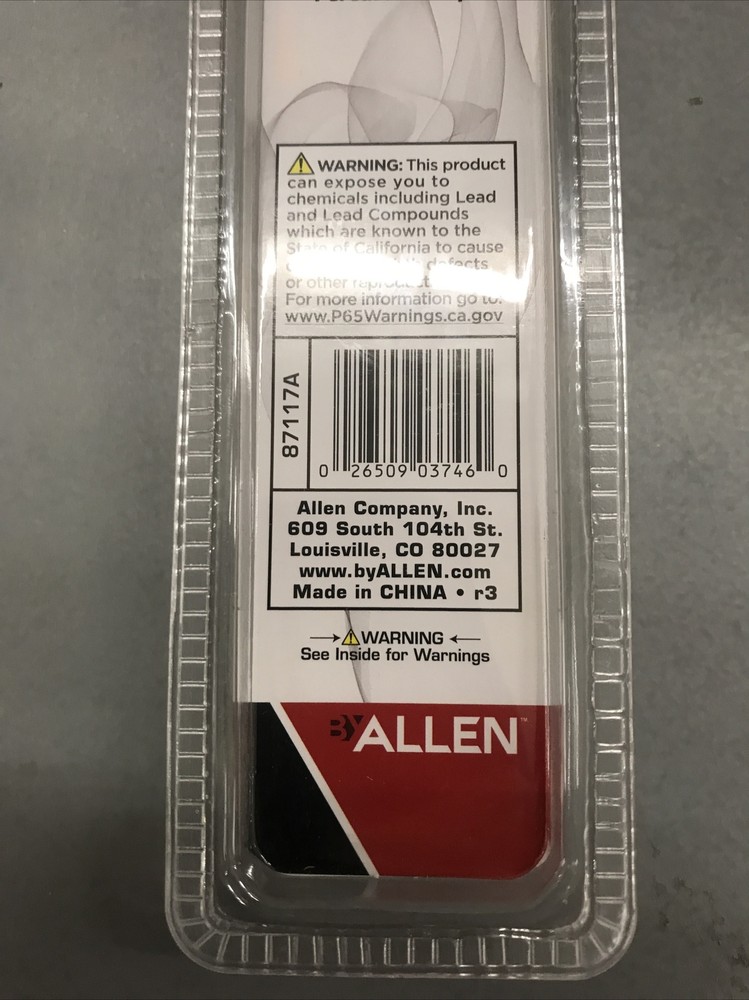 WARNING: This product
can expose you to
chemicals including Lead
and Lead Compounds
which are known to the
State of California to cause
defects
or other
For more information go to:
www.P65Warnings.ca.gov
87117A
0 26509 03746 0
Allen Company, Inc.
609 South 104th St.
Louisville, CO 80027
www.byALLEN.com
Made in CHINA • r3
WARNING
See Inside for Warnings
BY ALLEN™